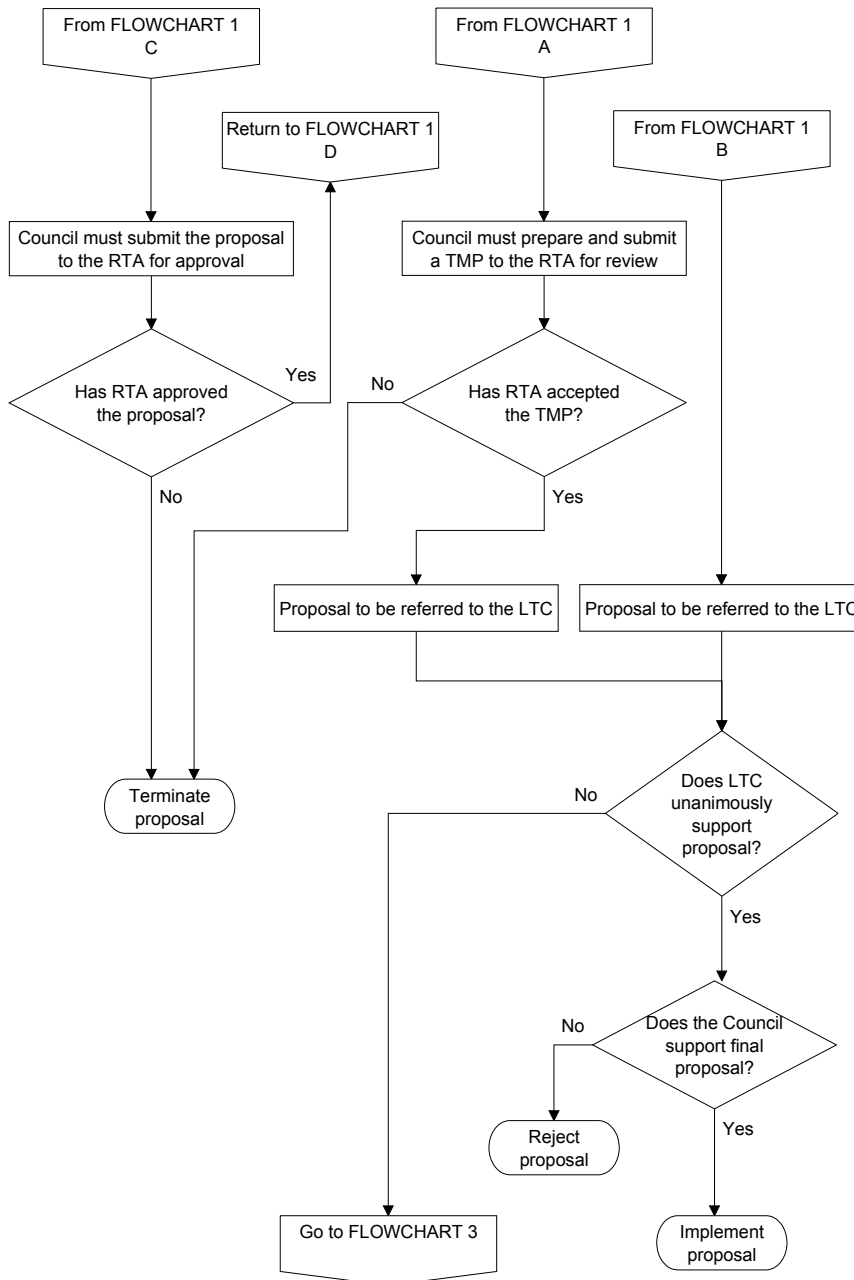 From FLOWCHART 1
C
From FLOWCHART 1
A
Return to FLOWCHART 1
D
From FLOWCHART 1
B
Council must submit the proposal
to the RTA for approval
Council must prepare and submit
a TMP to the RTA for review
Has RTA approved
the proposal?
Yes
No
No
Has RTA accepted
the TMP?
Yes
Proposal to be referred to the LTC
Proposal to be referred to the LTC
Terminate
proposal
Does LTC
unanimously
support
proposal?
No
Yes
Does the Council
support final
proposal?
No
Yes
Reject
proposal
Go to FLOWCHART 3
Implement
proposal